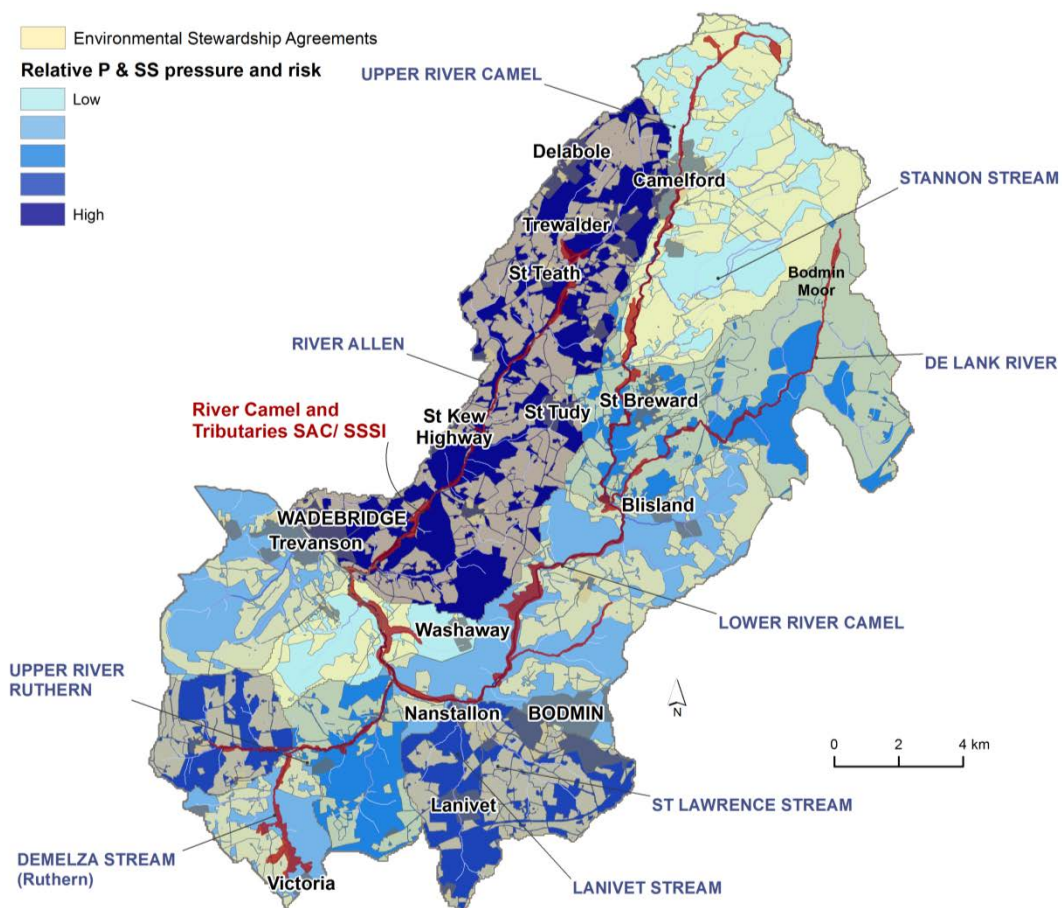 Environmental Stewardship Agreements
Relative P & SS pressure and risk
Low
High
UPPER RIVER CAMEL
Delabole
Camelford
STANNON STREAM
Trewalder
St Teath
Bodmin
Moor
RIVER ALLEN
DE LANK RIVER
River Camel and
Tributaries SAC/ SSSI
St Kew
Highway
St Tudy
St Breward
Blisland
WADEBRIDGE
Trevanson
LOWER RIVER CAMEL
Washaway
UPPER RIVER
RUTHERN
Nanstallon
BODMIN
N
0 2 4 km
Lanivet
ST LAWRENCE STREAM
DEMELZA STREAM
(Ruthern)
Victoria
LANIVET STREAM